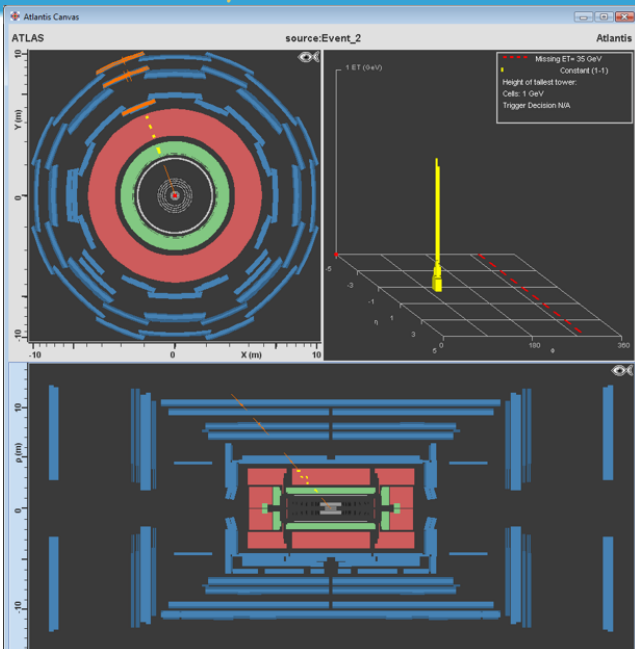 Atlantis Canvas
ATLAS source:Event_2 Atlantis
10
Y (m)
0
-10
-10 0 X (m) 10
1 ET (GeV)
Missing ET= 35 GeV
Constant (1-1)
Height of tallest tower:
Cells: 1 GeV
Trigger Decision N/A
-5
-3
-1
η
1
3
5
0 180 φ 350
10
ρ (m)
0
-10